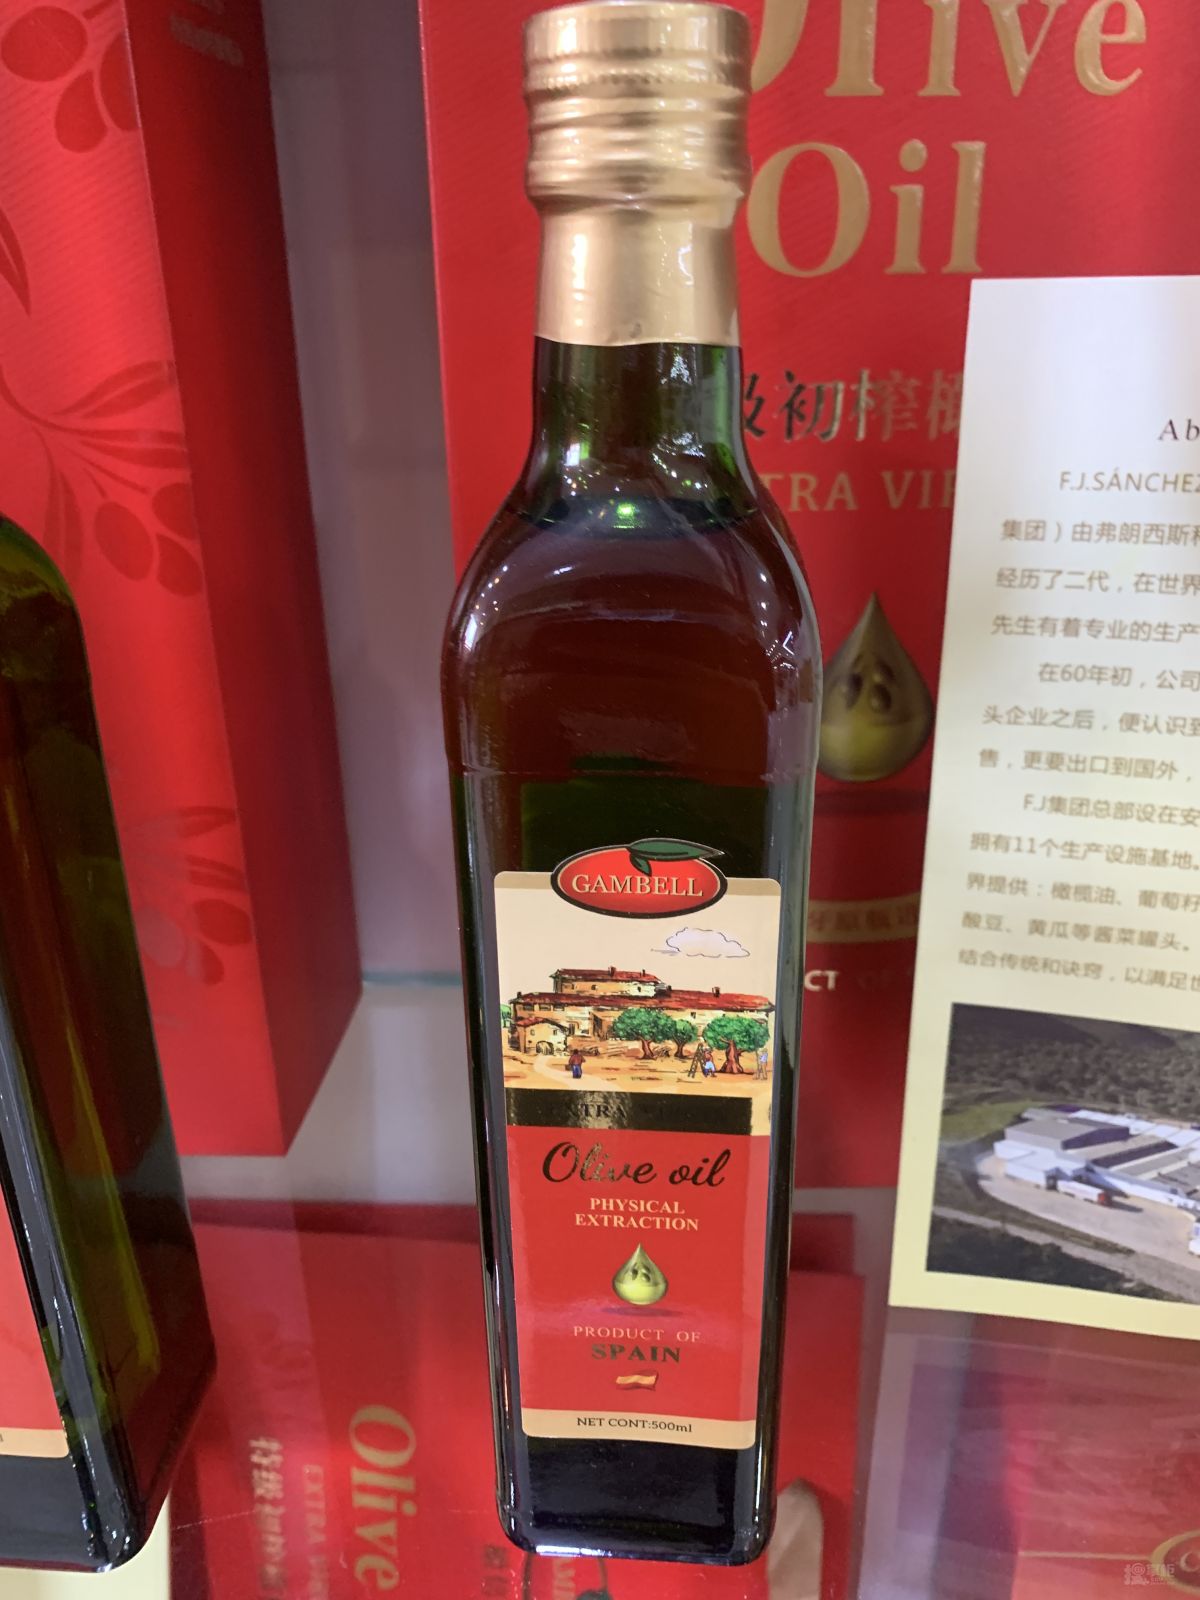 Olive
Oil
初榨
F.J.SÁNCHEZ
集团）由弗朗西斯
经历了二代，在世界
先生有着专业的生产
在60年初，公司
头企业之后，便认识到
售，更要出口到国外，
F.J集团总部设在安
拥有11个生产设施基地
界提供：橄榄油、葡萄籽
酸豆、黄瓜等酱菜罐头。
结合传统和诀窍，以满足
GAMBELL
EXTRA
Olive oil
PHYSICAL
EXTRACTION
PRODUCT OF
SPAIN
NET CONT:500ml
Olive
EXTRA